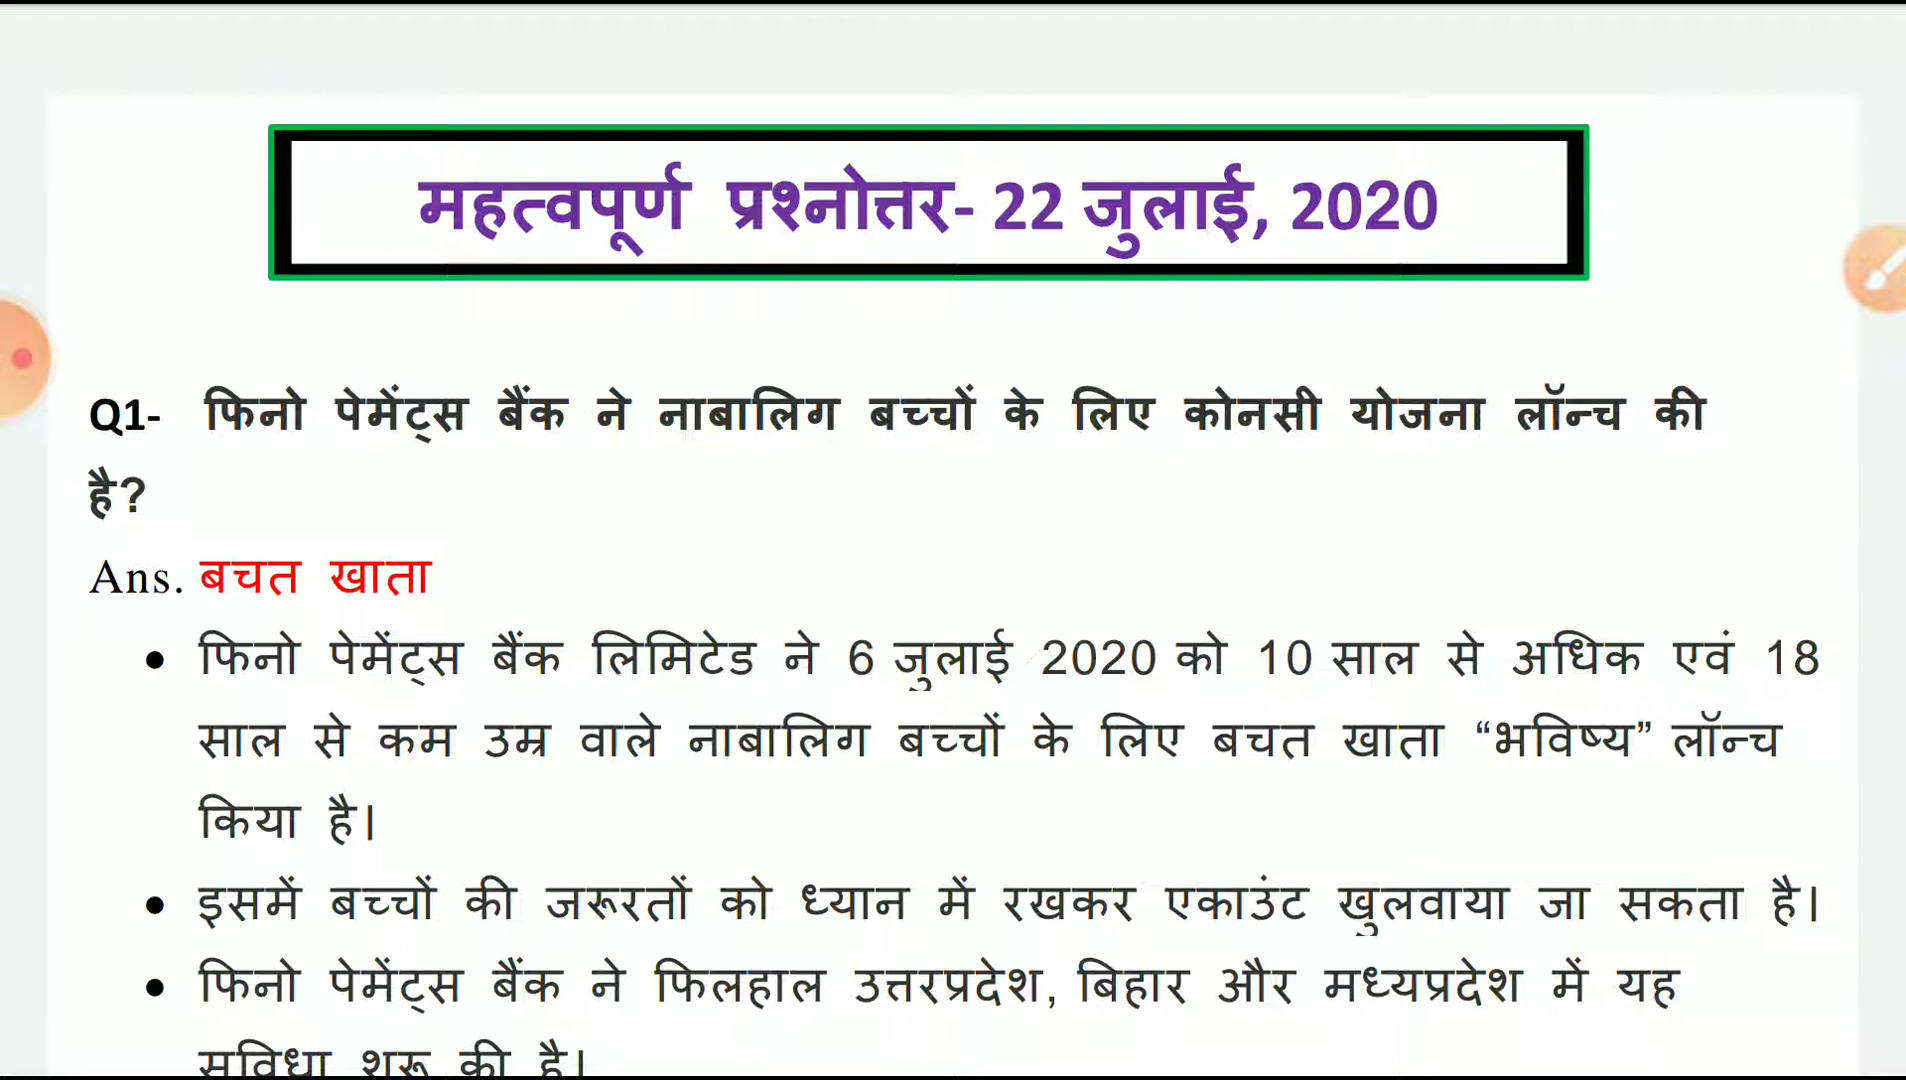 महत्वपूर्ण प्रश्नोत्तर- 22 जुलाई, 2020
Q1- फिनो पेमेंट्स बैंक ने नाबालिग बच्चों के लिए कोनसी योजना लॉन्च की
है?
Ans. बचत खाता
• फिनो पेमेंट्स बैंक लिमिटेड ने 6 जुलाई 2020 को 10 साल से अधिक एवं 18
साल से कम उम्र वाले नाबालिग बच्चों के लिए बचत खाता “भविष्य” लॉन्च
किया है।
• इसमें बच्चों की जरूरतों को ध्यान में रखकर एकाउंट खुलवाया जा सकता है।
• फिनो पेमेंट्स बैंक ने फिलहाल उत्तरप्रदेश, बिहार और मध्यप्रदेश में यह
सुविधा शुरू की है।